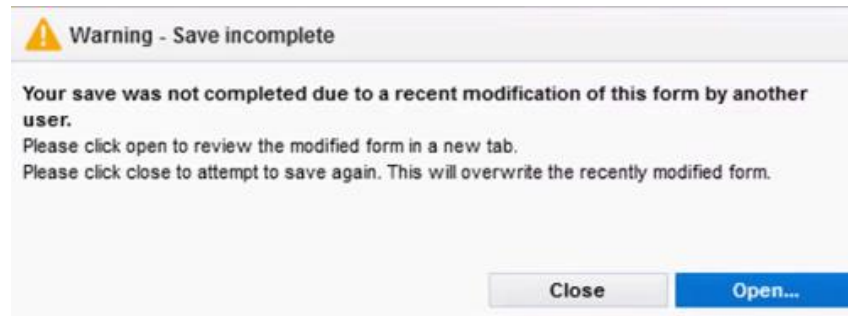 Warning - Save incomplete
Your save was not completed due to a recent modification of this form by another
user.
Please click open to review the modified form in a new tab.
Please click close to attempt to save again. This will overwrite the recently modified form.
Close
Open...